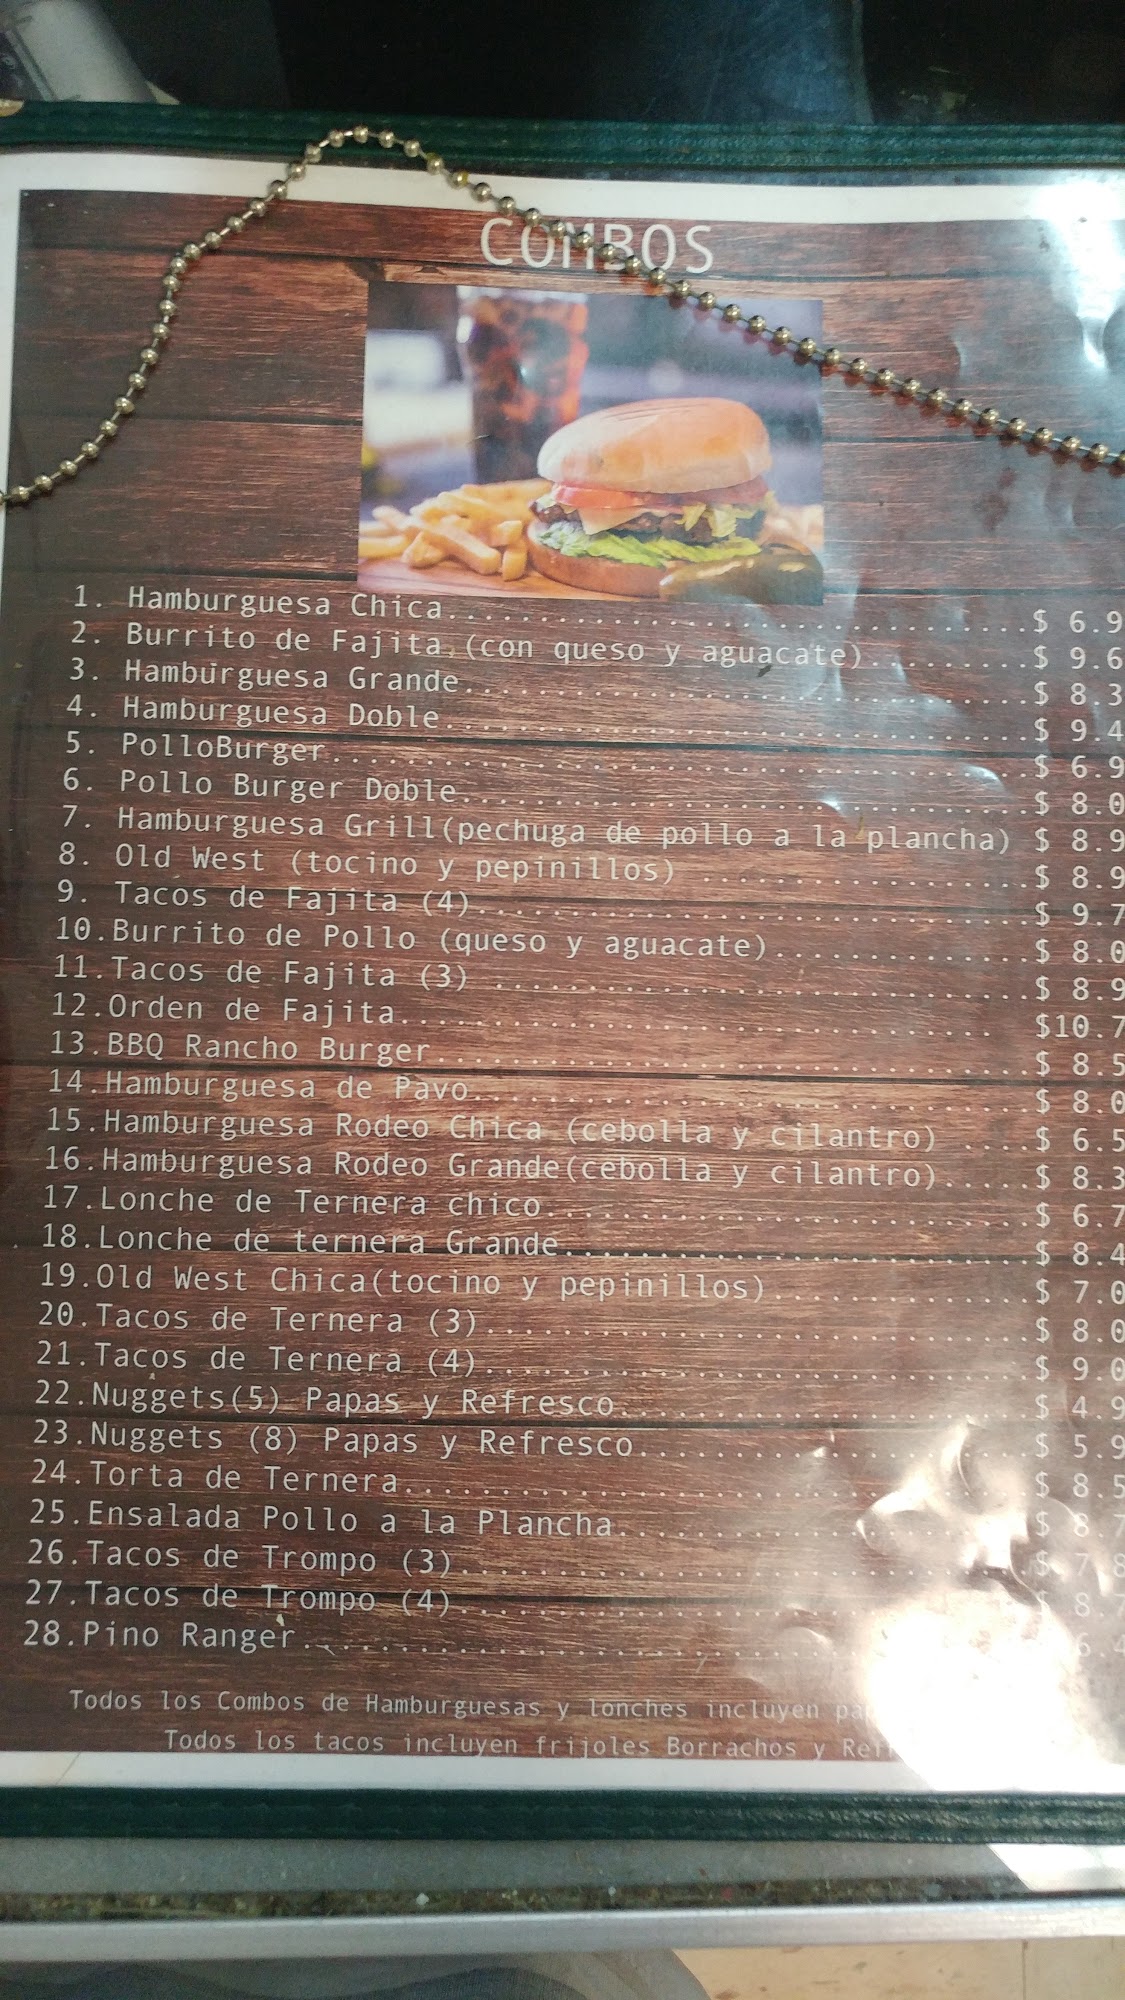 COMBOS
1. Hamburguesa Chica................................$ 6.9
2. Burrito de Fajita (con queso y aguacate).........$ 9.6
3. Hamburguesa Grande...............................$ 8.3
4. Hamburguesa Doble................................$ 9.4
5. PolloBurger......................................$ 6.9
6. Pollo Burger Doble...............................$ 8.0
7. Hamburguesa Grill(pechuga de pollo a la plancha) $ 8.9
8. Old West (tocino y pepinillos) ..................$ 8.9
9. Tacos de Fajita (4)..............................$ 9.7
10.Burrito de Pollo (queso y aguacate)..............$ 8.0
11.Tacos de Fajita (3) .............................$ 8.9
12.Orden de Fajita................................. $10.7
13.BBQ Rancho Burger................................$ 8.5
14.Hamburguesa de Pavo..............................$ 8.0
15.Hamburguesa Rodeo Chica (cebolla y cilantro) ....$ 6.5
16.Hamburguesa Rodeo Grande(cebolla y cilantro).....$ 8.3
17.Lonche de Ternera chico..........................$ 6.7
18.Lonche de ternera Grande.........................$ 8.4
19.Old West Chica(tocino y pepinillos)..............$ 7.0
20.Tacos de Ternera (3).............................$ 8.0
21.Tacos de Ternera (4).............................$ 9.0
22.Nuggets(5) Papas y Refresco......................$ 4.9
23.Nuggets (8) Papas y Refresco.....................$ 5.9
24.Torta de Ternera.................................$ 8.5
25.Ensalada Pollo a la Plancha......................$ 8.7
26.Tacos de Trompo (3)..............................$ 7.8
27.Tacos de Trompo (4)..............................$ 8.7
28.Pino Ranger...................................... 6.4
Todos los Combos de Hamburguesas y lonches incluyen
Todos los tacos incluyen frijoles Borrachos y